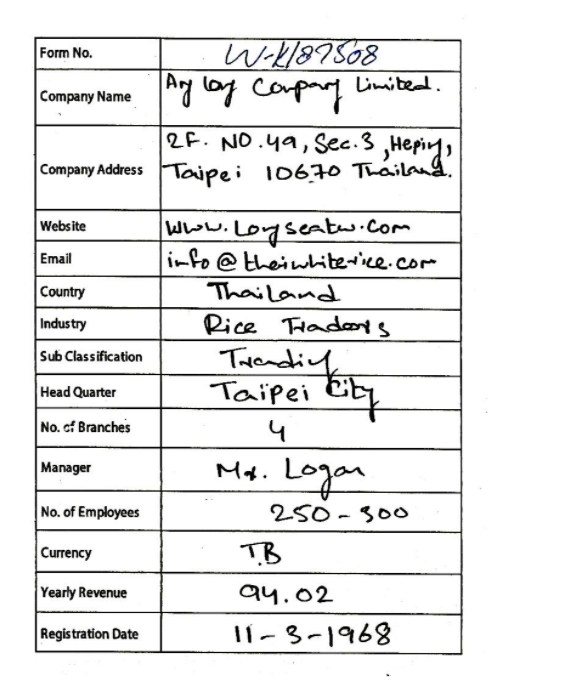 Form No. W-K/87508
Company Name Any loy Company Limited.
Company Address 2F. NO.49, Sec.3, Hepiy,
Taipei 10670 Thailand.
Website www.Loyseatw.com
Email info@theiwhiterice.com
Country Thailand
Industry Rice Traders
Sub Classification Trendiy
Head Quarter Taipei City
No. of Branches 4
Manager Mr. Logan
No. of Employees 250-300
Currency T.B
Yearly Revenue 94.02
Registration Date 11-3-1968